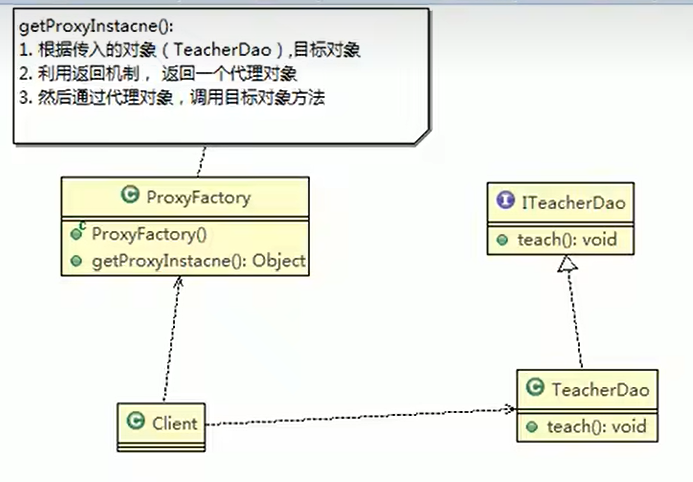 getProxyInstacne():
1. 根据传入的对象（TeacherDao）,目标对象
2. 利用返回机制， 返回一个代理对象
3. 然后通过代理对象，调用目标对象方法
C ProxyFactory
C ProxyFactory()
getProxyInstacne(): Object
I ITeacherDao
teach(): void
C Client
C TeacherDao
teach(): void